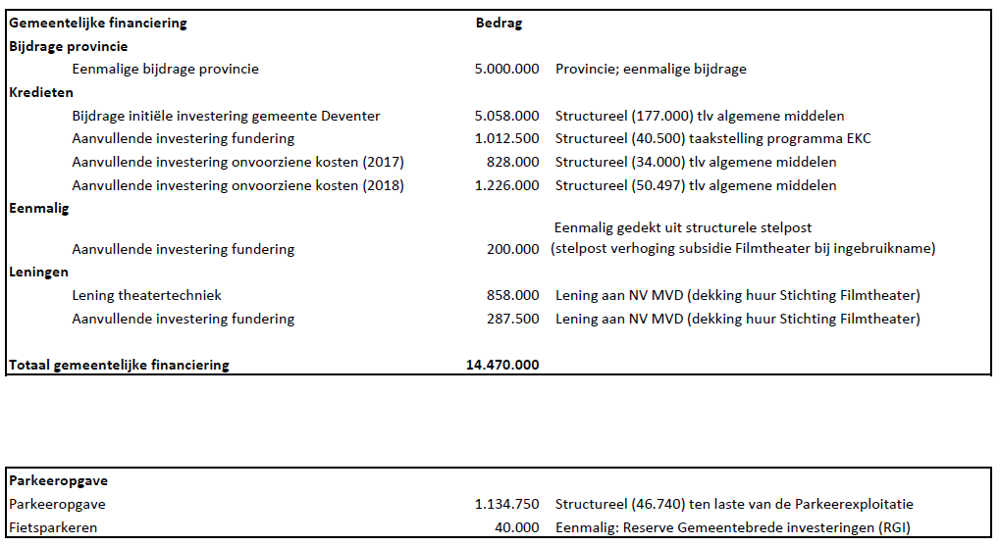 Gemeentelijke financiering Bedrag
Bijdrage provincie
Eenmalige bijdrage provincie 5.000.000 Provincie; eenmalige bijdrage
Kredieten
Bijdrage initiële investering gemeente Deventer 5.058.000 Structureel (177.000) tlv algemene middelen
Aanvullende investering fundering 1.012.500 Structureel (40.500) taakstelling programma EKC
Aanvullende investering onvoorziene kosten (2017) 828.000 Structureel (34.000) tlv algemene middelen
Aanvullende investering onvoorziene kosten (2018) 1.226.000 Structureel (50.497) tlv algemene middelen
Eenmalig
Eenmalig gedekt uit structurele stelpost
Aanvullende investering fundering 200.000 (stelpost verhoging subsidie Filmtheater bij ingebruikname)
Leningen
Lening theatertechniek 858.000 Lening aan NV MVD (dekking huur Stichting Filmtheater)
Aanvullende investering fundering 287.500 Lening aan NV MVD (dekking huur Stichting Filmtheater)
Totaal gemeentelijke financiering 14.470.000
Parkeeropgave
Parkeeropgave 1.134.750 Structureel (46.740) ten laste van de Parkeerexploitatie
Fietsparkeren 40.000 Eenmalig: Reserve Gemeentebrede investeringen (RGI)